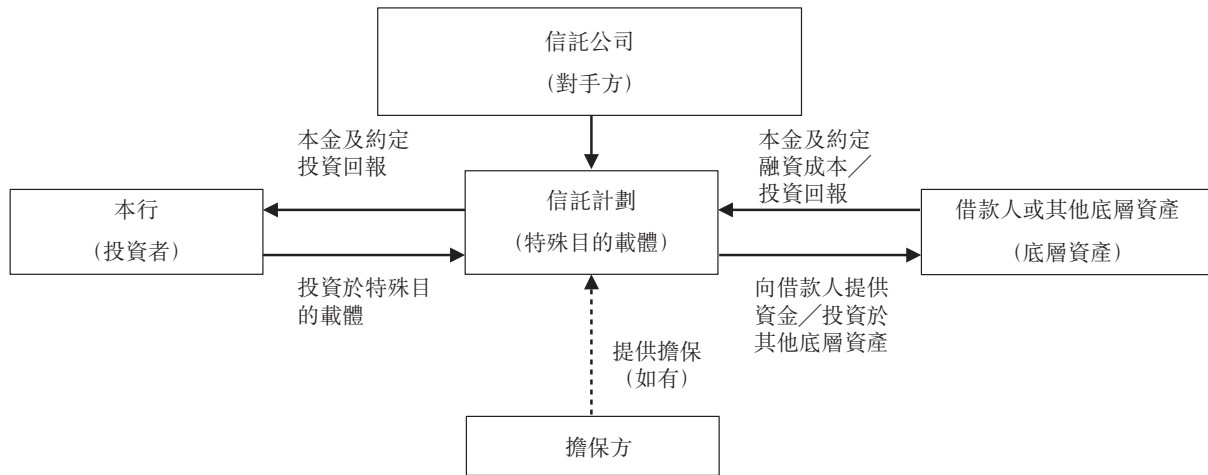 信託公司
（對手方）
本金及約定
投資回報
本金及約定
融資成本／
投資回報
本行
（投資者）
信託計劃
（特殊目的載體）
借款人或其他底層資產
（底層資產）
投資於特殊目
的載體
向借款人提供
資金／投資於
其他底層資產
提供擔保
（如有）
擔保方